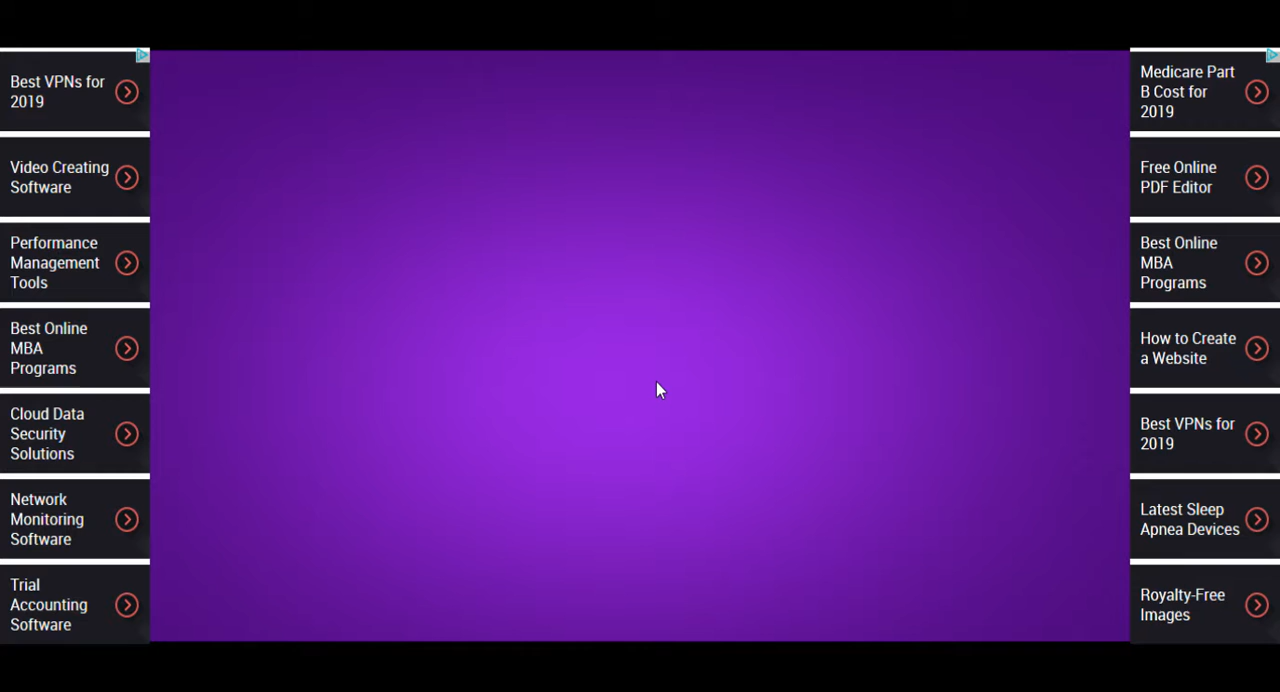 Best VPNs for
2019
Video Creating
Software
Performance
Management
Tools
Best Online
MBA
Programs
Cloud Data
Security
Solutions
Network
Monitoring
Software
Trial
Accounting
Software
Medicare Part
B Cost for
2019
Free Online
PDF Editor
Best Online
MBA
Programs
How to Create
a Website
Best VPNs for
2019
Latest Sleep
Apnea Devices
Royalty-Free
Images